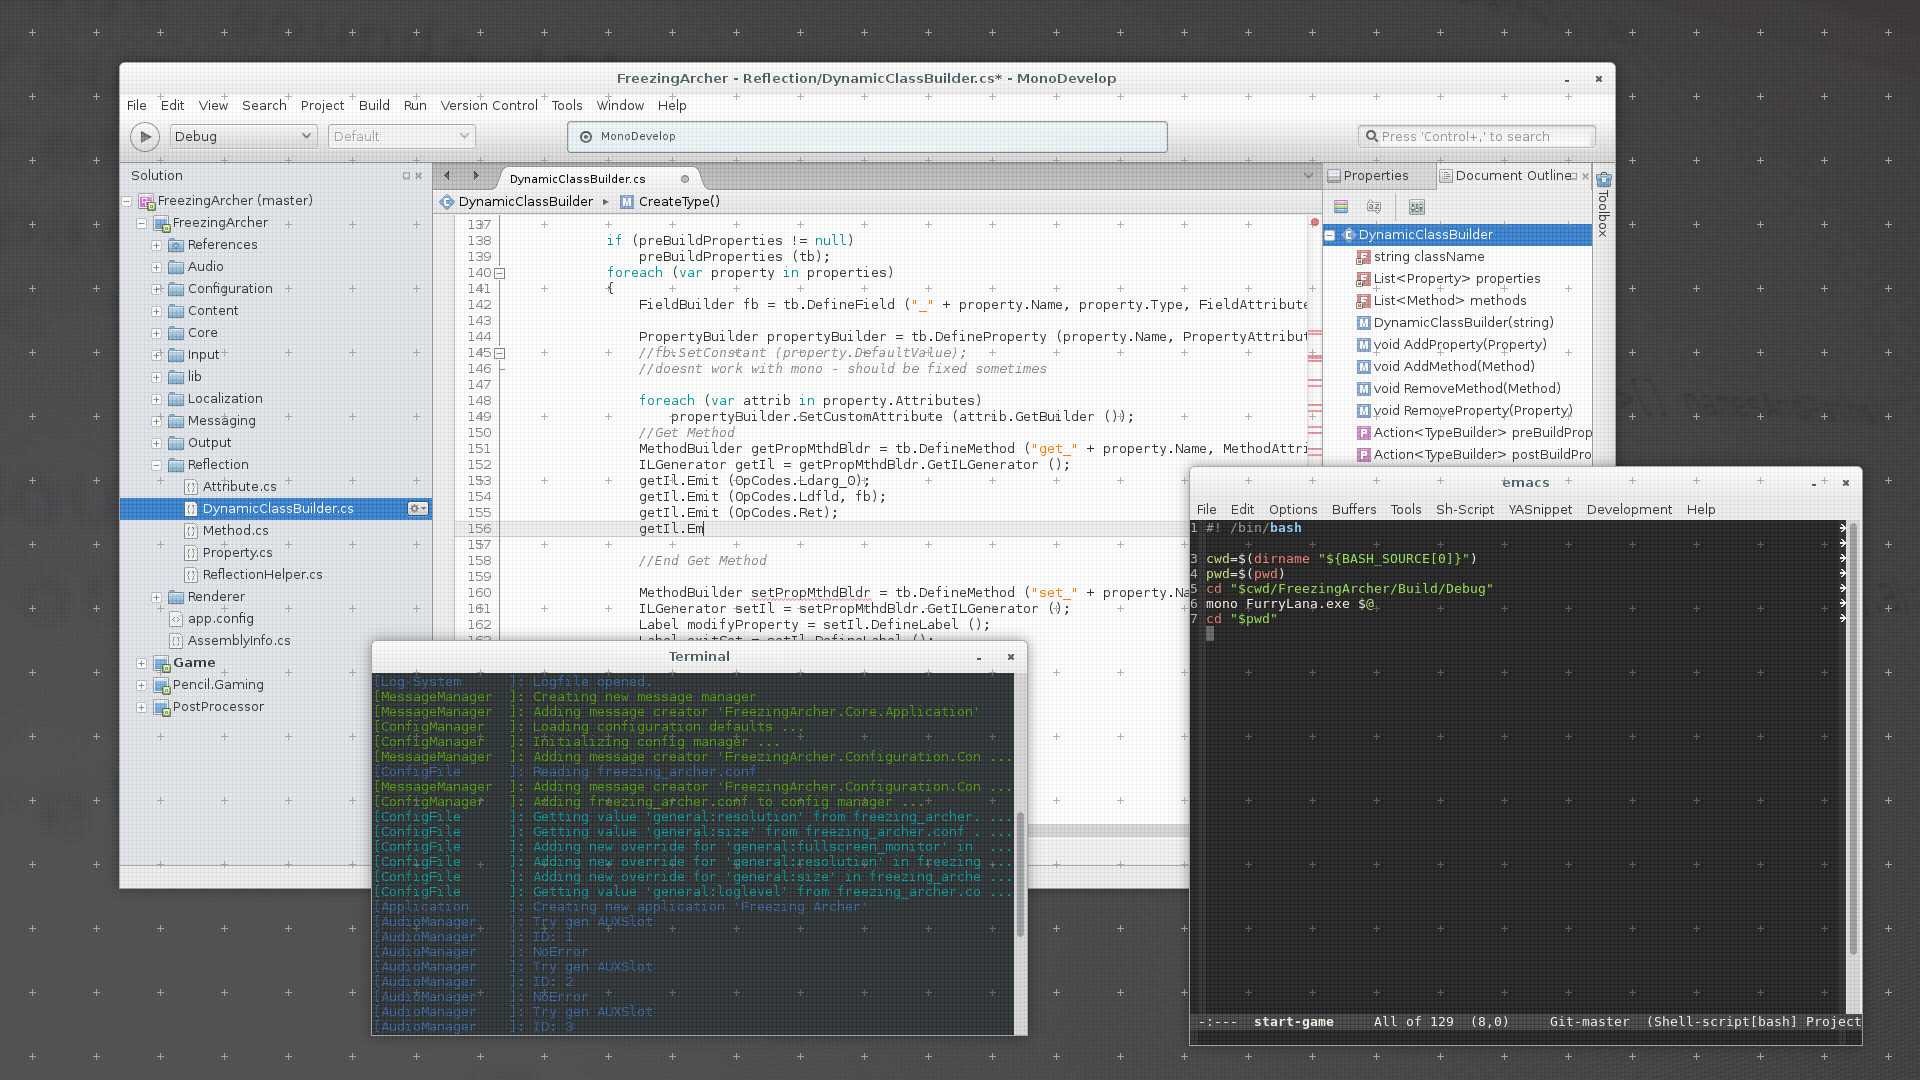 FreezingArcher - Reflection/DynamicClassBuilder.cs* - MonoDevelop
File Edit View Search Project Build Run Version Control Tools Window Help
Debug
Default
MonoDevelop
Press 'Control+,' to search
Solution
FreezingArcher (master)
FreezingArcher
References
Audio
Configuration
Content
Core
Input
lib
Localization
Messaging
Output
Reflection
Attribute.cs
DynamicClassBuilder.cs
Method.cs
Property.cs
ReflectionHelper.cs
Renderer
app.config
AssemblyInfo.cs
Game
Pencil.Gaming
PostProcessor
DynamicClassBuilder.cs
DynamicClassBuilder ▸ CreateType()
137
138 if (preBuildProperties != null)
139 preBuildProperties (tb);
140 foreach (var property in properties)
141 {
142 FieldBuilder fb = tb.DefineField ("_" + property.Name, property.Type, FieldAttribute
143
144 PropertyBuilder propertyBuilder = tb.DefineProperty (property.Name, PropertyAttribut
145 //fb.SetConstant (property.DefaultValue);
146 //doesnt work with mono - should be fixed sometimes
147
148 foreach (var attrib in property.Attributes)
149 propertyBuilder.SetCustomAttribute (attrib.GetBuilder ());
150 //Get Method
151 MethodBuilder getPropMthdBldr = tb.DefineMethod ("get_" + property.Name, MethodAttri
152 ILGenerator getIl = getPropMthdBldr.GetILGenerator ();
153 getIl.Emit (OpCodes.Ldarg_0);
154 getIl.Emit (OpCodes.Ldfld, fb);
155 getIl.Emit (OpCodes.Ret);
156 getIl.Em
157
158 //End Get Method
159
160 MethodBuilder setPropMthdBldr = tb.DefineMethod ("set_" + property.Na
161 ILGenerator setIl = setPropMthdBldr.GetILGenerator ();
162 Label modifyProperty = setIl.DefineLabel ();
163 Label exitSet = setIl.DefineLabel ();
Properties
Document Outline
Toolbox
DynamicClassBuilder
string className
List<Property> properties
List<Method> methods
DynamicClassBuilder(string)
void AddProperty(Property)
void AddMethod(Method)
void RemoveMethod(Method)
void RemoveProperty(Property)
Action<TypeBuilder> preBuildProp
Action<TypeBuilder> postBuildPro
Terminal
[Log-System ]: Logfile opened.
[MessageManager ]: Creating new message manager
[MessageManager ]: Adding message creator 'FreezingArcher.Core.Application'
[ConfigManager ]: Loading configuration defaults ...
[ConfigManager ]: Initializing config manager ...
[MessageManager ]: Adding message creator 'FreezingArcher.Configuration.Con ...
[ConfigFile ]: Reading freezing_archer.conf
[MessageManager ]: Adding message creator 'FreezingArcher.Configuration.Con ...
[ConfigManager ]: Adding freezing_archer.conf to config manager ...
[ConfigFile ]: Getting value 'general:resolution' from freezing_archer. ...
[ConfigFile ]: Getting value 'general:size' from freezing_archer.conf . ...
[ConfigFile ]: Adding new override for 'general:fullscreen_monitor' in ...
[ConfigFile ]: Adding new override for 'general:resolution' in freezing ...
[ConfigFile ]: Adding new override for 'general:size' in freezing_arche ...
[ConfigFile ]: Getting value 'general:loglevel' from freezing_archer.co ...
[Application ]: Creating new application 'Freezing Archer'
[AudioManager ]: Try gen AUXSlot
[AudioManager ]: ID: 1
[AudioManager ]: NoError
[AudioManager ]: Try gen AUXSlot
[AudioManager ]: ID: 2
[AudioManager ]: NoError
[AudioManager ]: Try gen AUXSlot
[AudioManager ]: ID: 3
emacs
File Edit Options Buffers Tools Sh-Script YASnippet Development Help
1 #! /bin/bash
3 cwd=$(dirname "${BASH_SOURCE[0]}")
4 pwd=$(pwd)
5 cd "$cwd/FreezingArcher/Build/Debug"
6 mono FurryLana.exe $@
7 cd "$pwd"
-:--- start-game All of 129 (8,0) Git-master (Shell-script[bash] Project